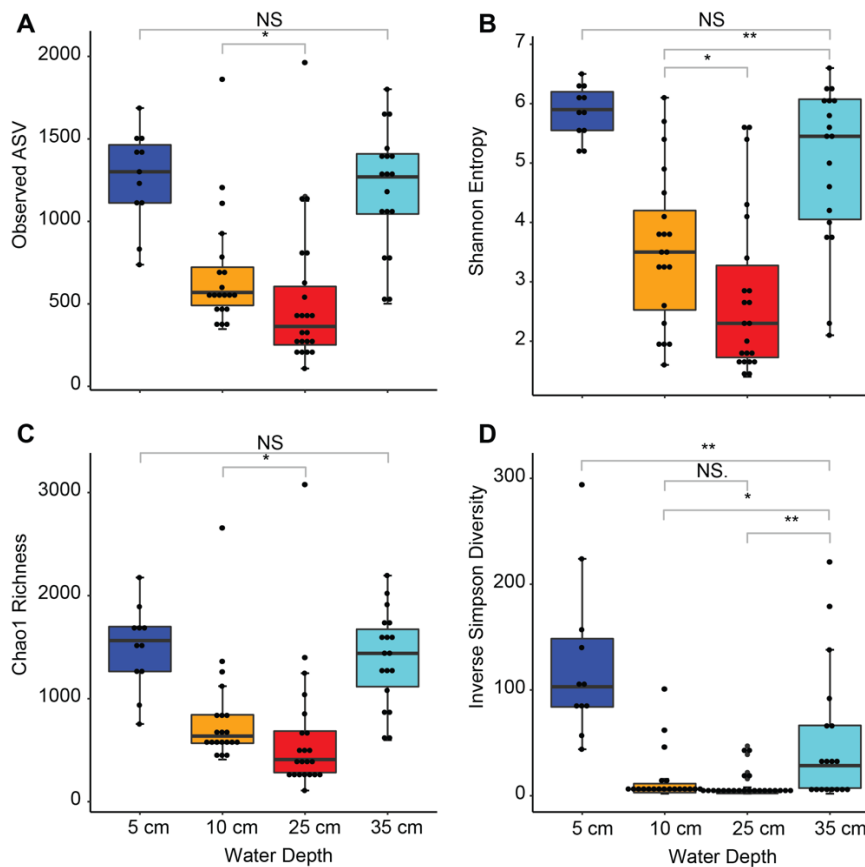 A
NS
*
2000
1500
1000
500
0
Observed ASV
B
NS
**
*
7
6
5
4
3
2
Shannon Entropy
C
NS
*
3000
2000
1000
0
Chao1 Richness
5 cm 10 cm 25 cm 35 cm
Water Depth
D
**
NS.
*
**
300
200
100
0
Inverse Simpson Diversity
5 cm 10 cm 25 cm 35 cm
Water Depth